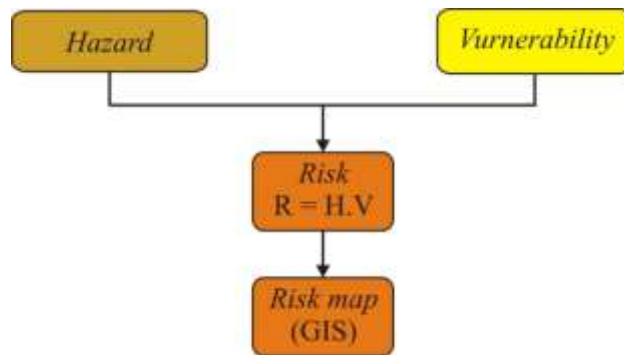 Hazard
Vurnerability
Risk
R = H.V
Risk map
(GIS)